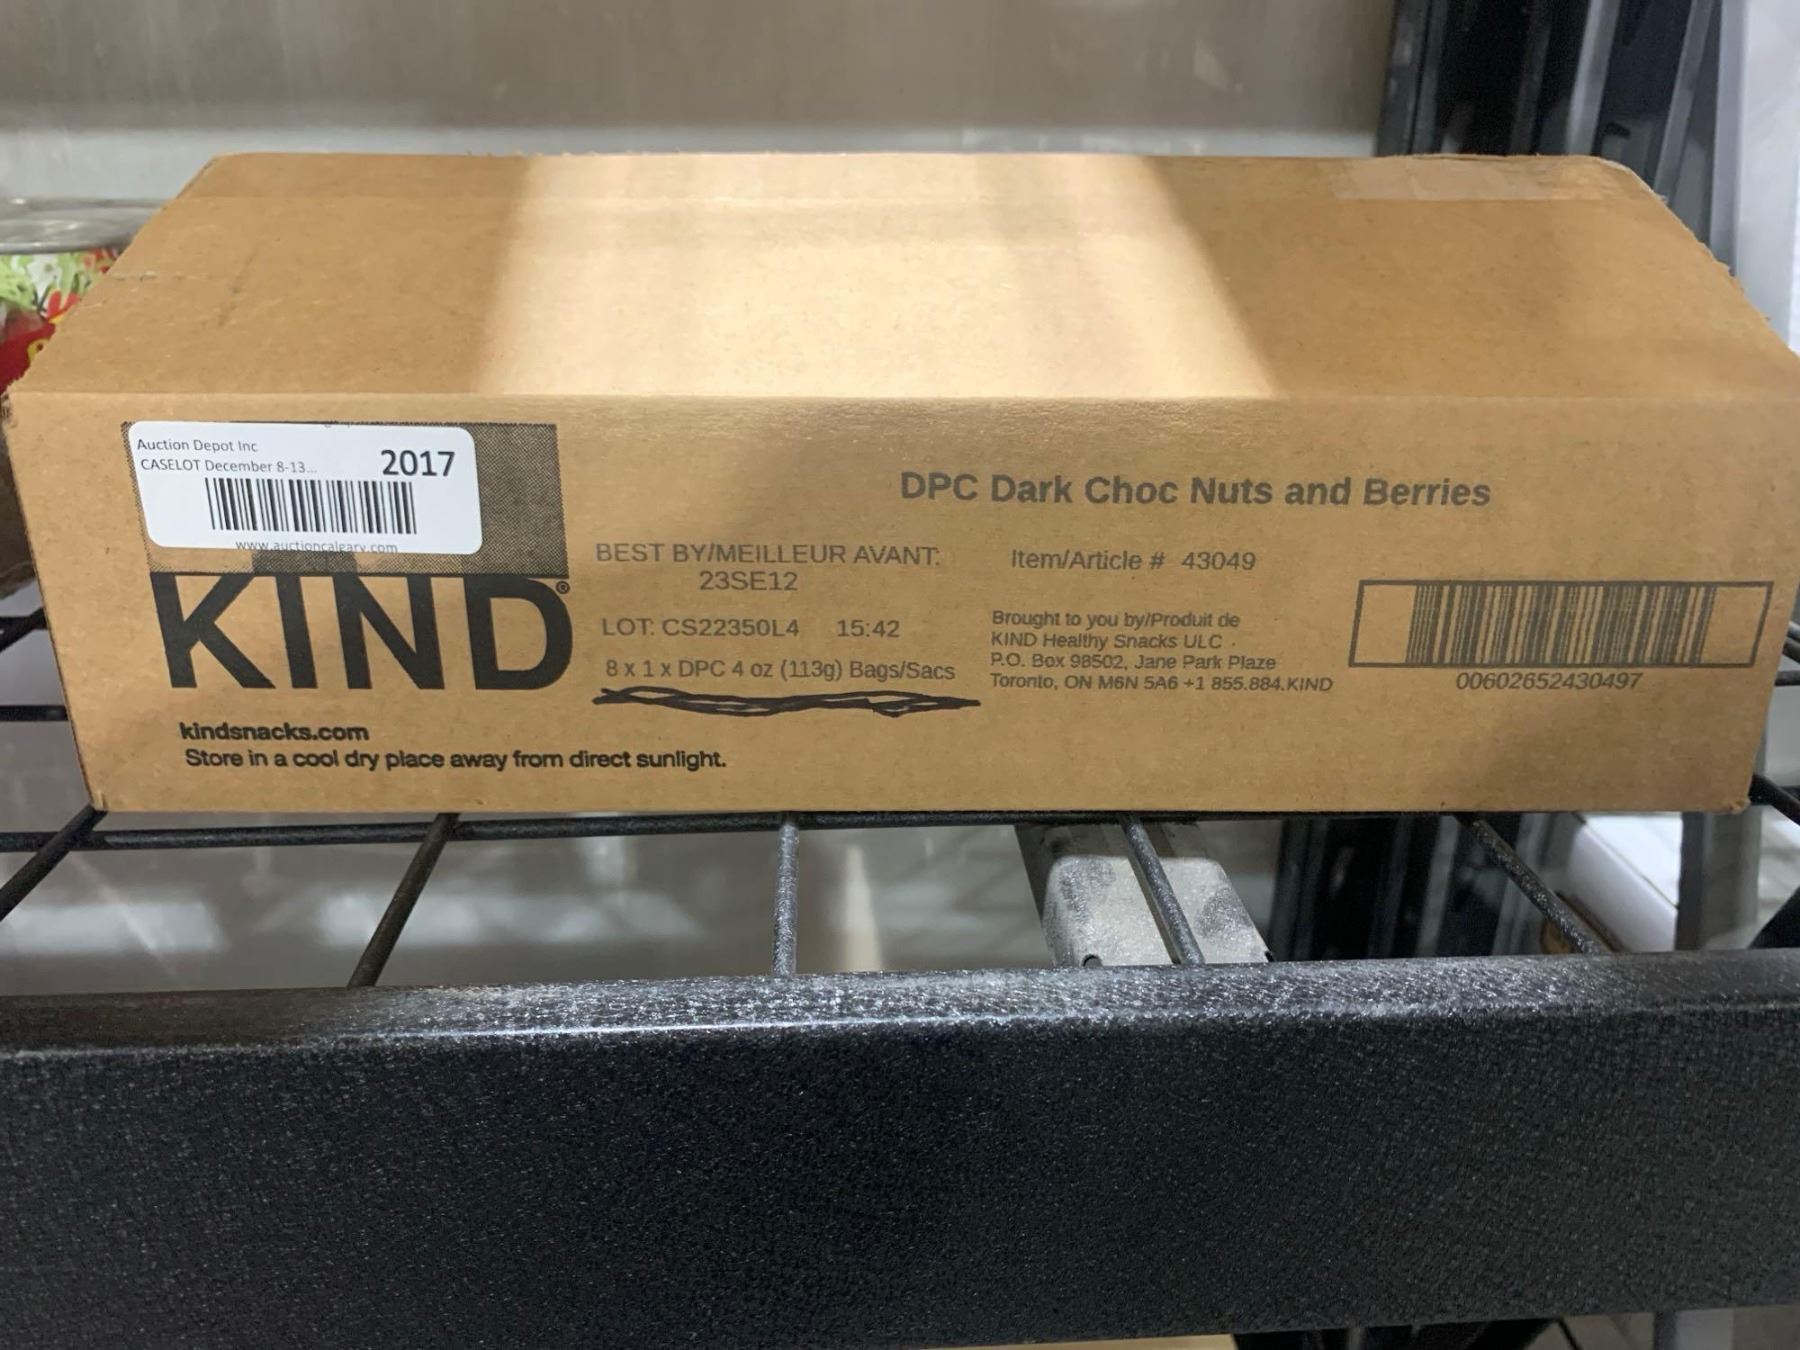 Auction Depot Inc
CASELOT December 8-13...
2017
www.auctioncalgary.com
KIND®
kindsnacks.com
Store in a cool dry place away from direct sunlight.
BEST BY/MEILLEUR AVANT:
23SE12
LOT: CS22350L4 15:42
8 x 1 x DPC 4 oz (113g) Bags/Sacs
DPC Dark Choc Nuts and Berries
Item/Article # 43049
Brought to you by/Produit de
KIND Healthy Snacks ULC .
P.O. Box 98502, Jane Park Plaze
Toronto, ON M6N 5A6 +1 855.884.KIND
00602652430497